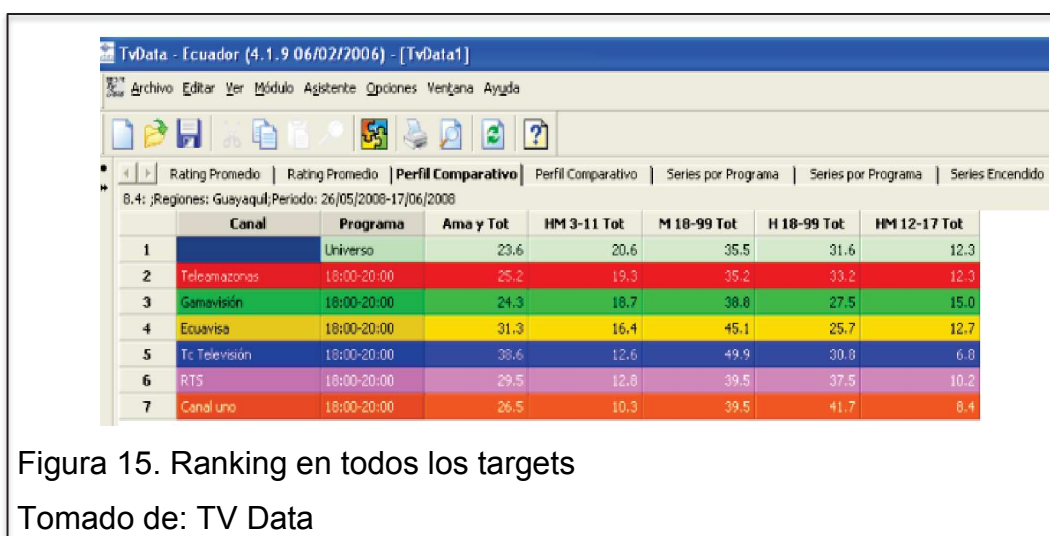 TvData - Ecuador (4.1.9 06/02/2006) - [TvData1]
Archivo Editar Ver Módulo Asistente Opciones Ventana Ayuda
Rating Promedio | Rating Promedio | Perfil Comparativo | Perfil Comparativo | Series por Programa | Series por Programa | Series Encendido
8.4: ;Regiones: Guayaquil;Periodo: 26/05/2008-17/06/2008
Canal Programa Ama y Tot HM 3-11 Tot M 18-99 Tot H 18-99 Tot HM 12-17 Tot
1 Universo 23.6 20.6 35.5 31.6 12.3
2 Teleamazonas 18:00-20:00 25.2 19.3 35.2 33.2 12.3
3 Gamavisión 18:00-20:00 24.3 18.7 38.8 27.5 15.0
4 Ecuavisa 18:00-20:00 31.3 16.4 45.1 25.7 12.7
5 Tc Televisión 18:00-20:00 38.6 12.6 49.9 30.8 6.8
6 RTS 18:00-20:00 29.5 12.8 39.5 37.5 10.2
7 Canal uno 18:00-20:00 26.5 10.3 39.5 41.7 8.4
Figura 15. Ranking en todos los targets
Tomado de: TV Data